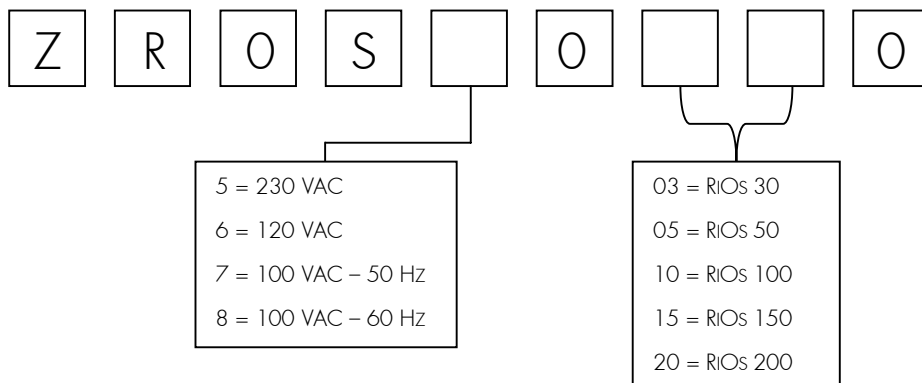 Z R O S 0 0
5 = 230 VAC
6 = 120 VAC
7 = 100 VAC – 50 HZ
8 = 100 VAC – 60 HZ
03 = RIOS 30
05 = RIOS 50
10 = RIOS 100
15 = RIOS 150
20 = RIOS 200